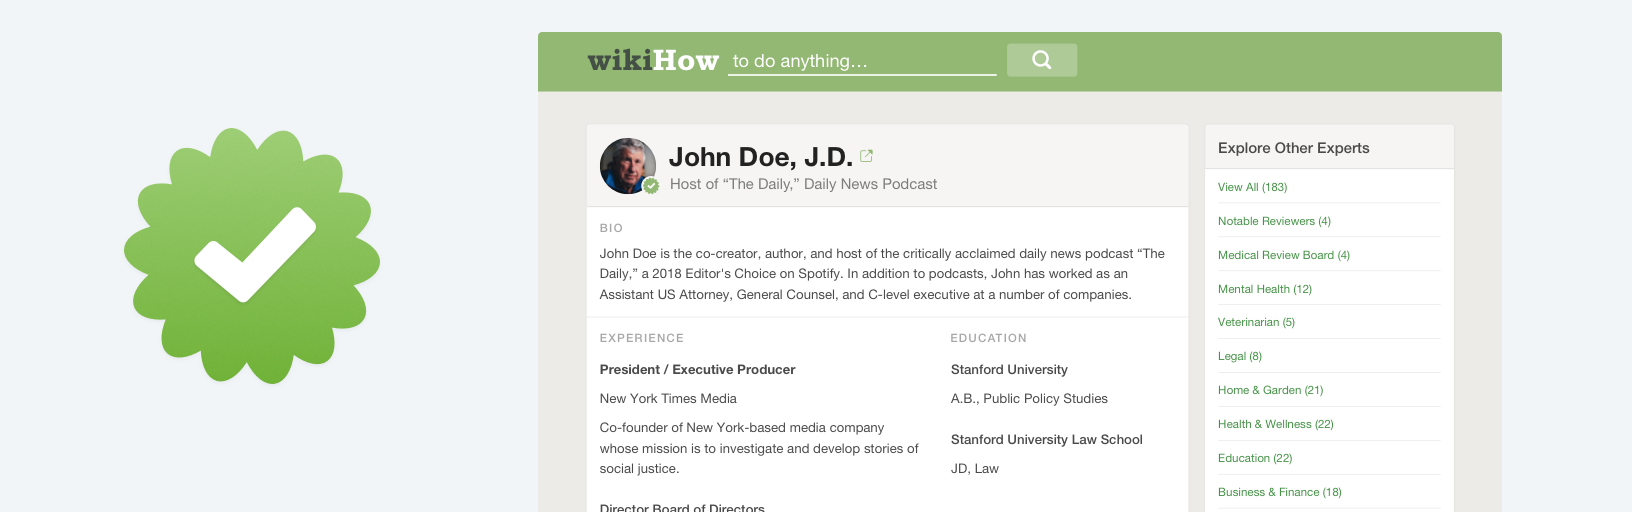 wikiHow to do anything...
John Doe, J.D.
Host of “The Daily,” Daily News Podcast
BIO
John Doe is the co-creator, author, and host of the critically acclaimed daily news podcast “The
Daily,” a 2018 Editor's Choice on Spotify. In addition to podcasts, John has worked as an
Assistant US Attorney, General Counsel, and C-level executive at a number of companies.
EXPERIENCE
President / Executive Producer
New York Times Media
Co-founder of New York-based media company
whose mission is to investigate and develop stories of
social justice.
Director Board of Directors
EDUCATION
Stanford University
A.B., Public Policy Studies
Stanford University Law School
JD, Law
Explore Other Experts
View All (183)
Notable Reviewers (4)
Medical Review Board (4)
Mental Health (12)
Veterinarian (5)
Legal (8)
Home & Garden (21)
Health & Wellness (22)
Education (22)
Business & Finance (18)